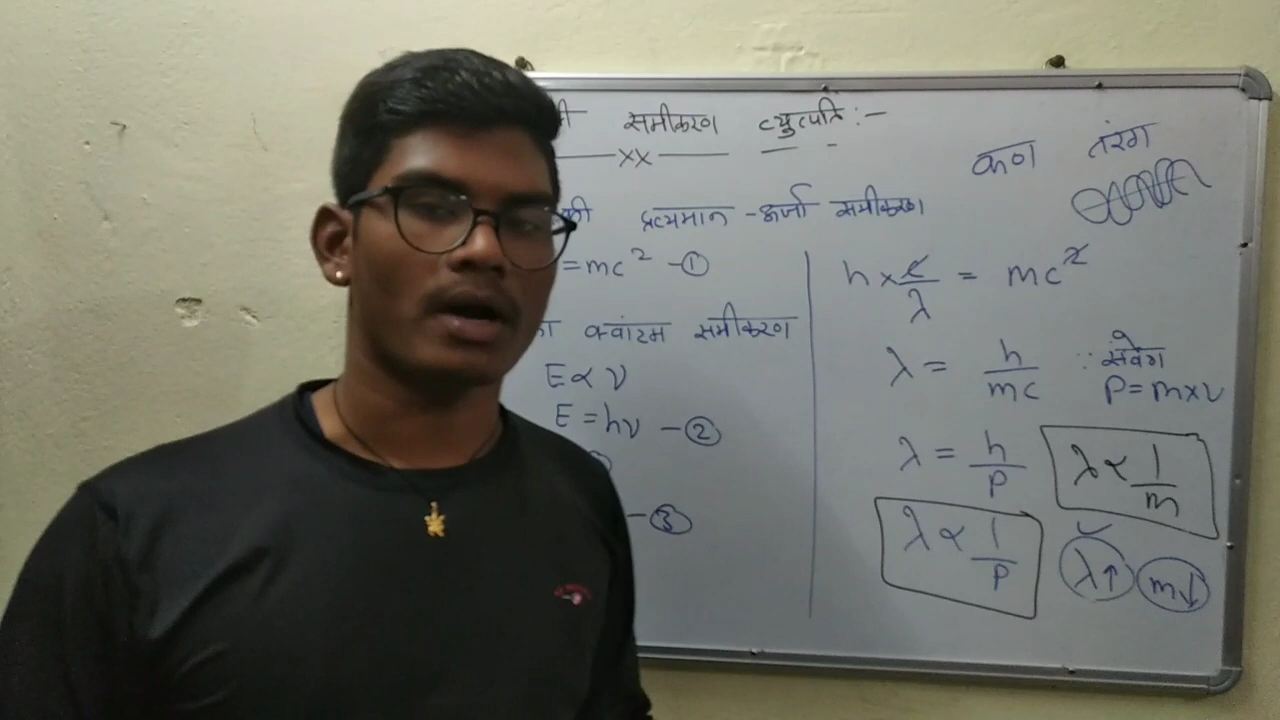 समीकरण व्युत्पत्ति :-
xx
की द्रव्यमान - ऊर्जा समीकरण
= mc² - ①
का क्वांटम समीकरण
E ∝ ν
E = hν - ②
- ③
कण तरंग
h × c/λ = mc²
λ = h/mc ∵ संवेग
P = m×v
λ = h/P
λ ∝ 1/m
λ ∝ 1/P
λ↑ m↓